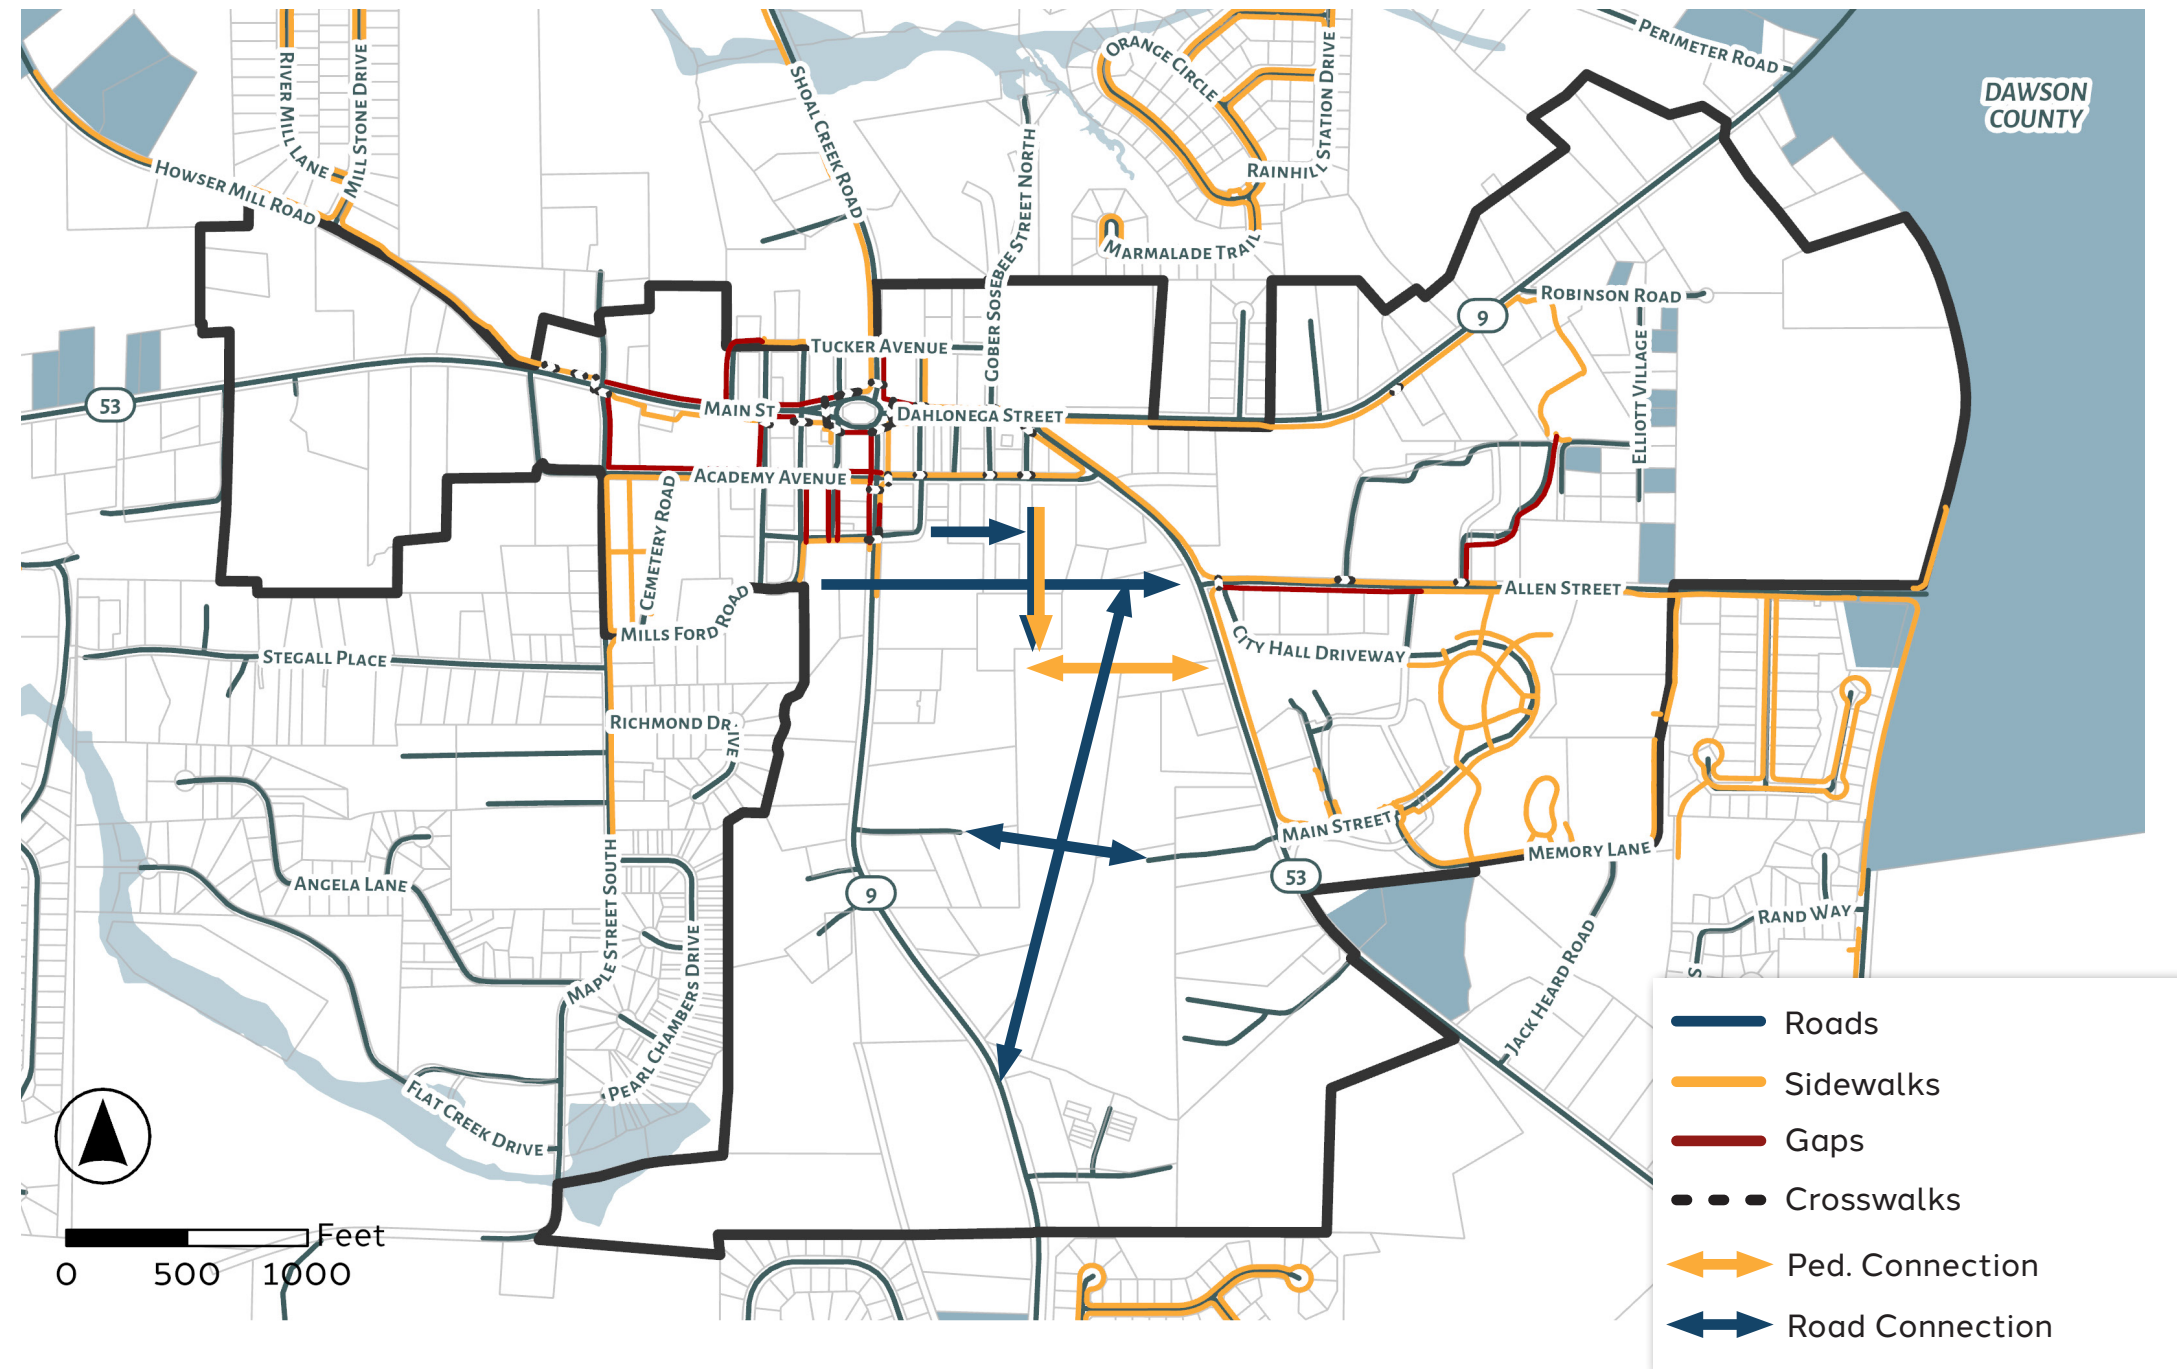 PERIMETER ROAD
DAWSON
COUNTY
ORANGE CIRCLE
RIVER MILL LANE
MILL STONE DRIVE
SHOAL CREEK ROAD
STATION DRIVE
HOWSER MILL ROAD
GOBER SOSEBEE STREET NORTH
RAINHILL
MARMALADE TRAIL
ROBINSON ROAD
9
TUCKER AVENUE
ELLIOTT VILLAGE
53
MAIN ST
DAHLONEGA STREET
ACADEMY AVENUE
CEMETERY ROAD
ALLEN STREET
MILLS FORD ROAD
CITY HALL DRIVEWAY
STEGALL PLACE
RICHMOND DRIVE
MAIN STREET
MEMORY LANE
ANGELA LANE
9
53
MAPLE STREET SOUTH
RAND WAY
PEARL CHAMBERS DRIVE
JACK HEARD ROAD
S
FLAT CREEK DRIVE
Feet
0 500 1000
Roads
Sidewalks
Gaps
Crosswalks
Ped. Connection
Road Connection